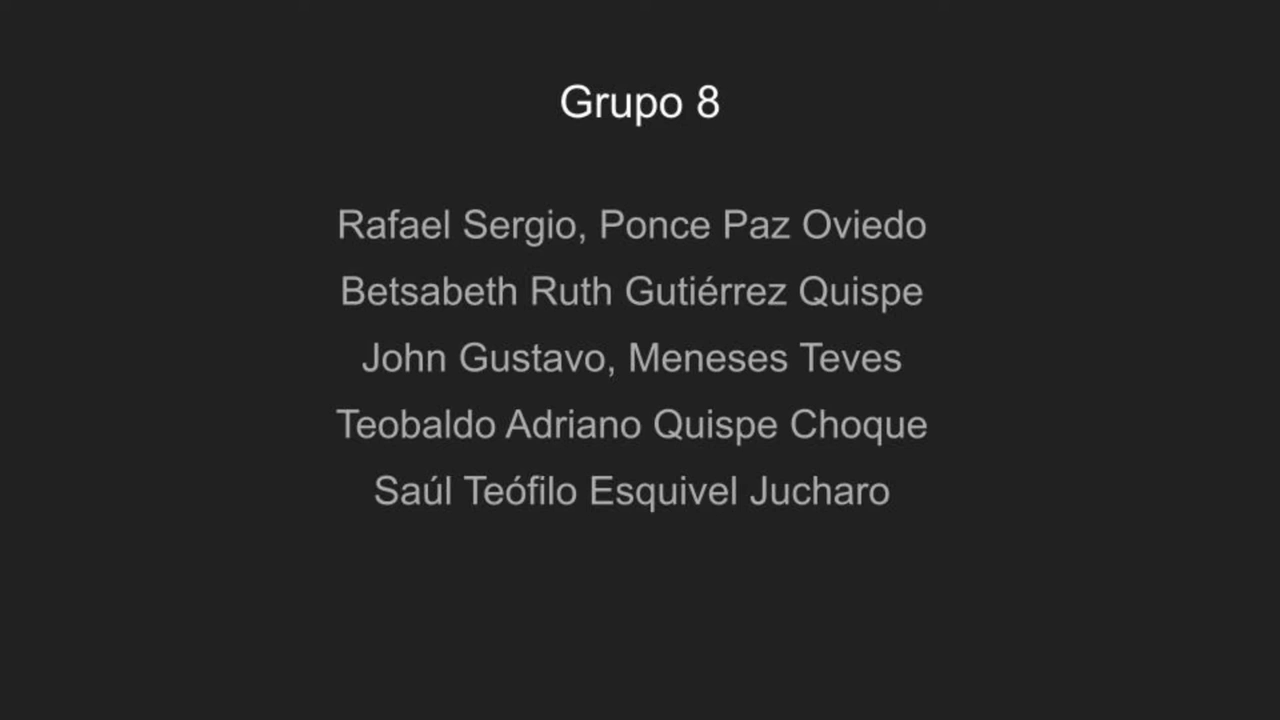 Grupo 8
Rafael Sergio, Ponce Paz Oviedo
Betsabeth Ruth Gutiérrez Quispe
John Gustavo, Meneses Teves
Teobaldo Adriano Quispe Choque
Saúl Teófilo Esquivel Jucharo